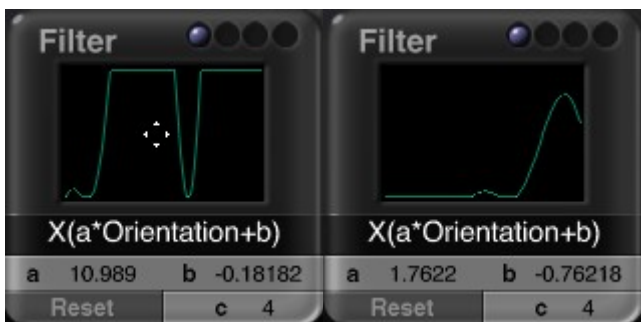 Filter
X(a*Orientation+b)
a 10.989 b -0.18182
Reset c 4
Filter
X(a*Orientation+b)
a 1.7622 b -0.76218
Reset c 4